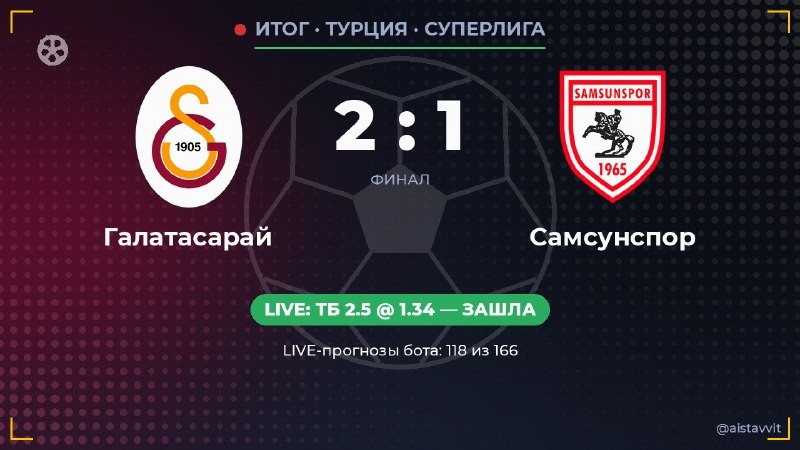 ИТОГ · ТУРЦИЯ · СУПЕРЛИГА
2 : 1
ФИНАЛ
1905
SAMSUNSPOR
1965
Галатасарай
Самсунспор
LIVE: ТБ 2.5 @ 1.34 — ЗАШЛА
LIVE-прогнозы бота: 118 из 166
@aistavvit